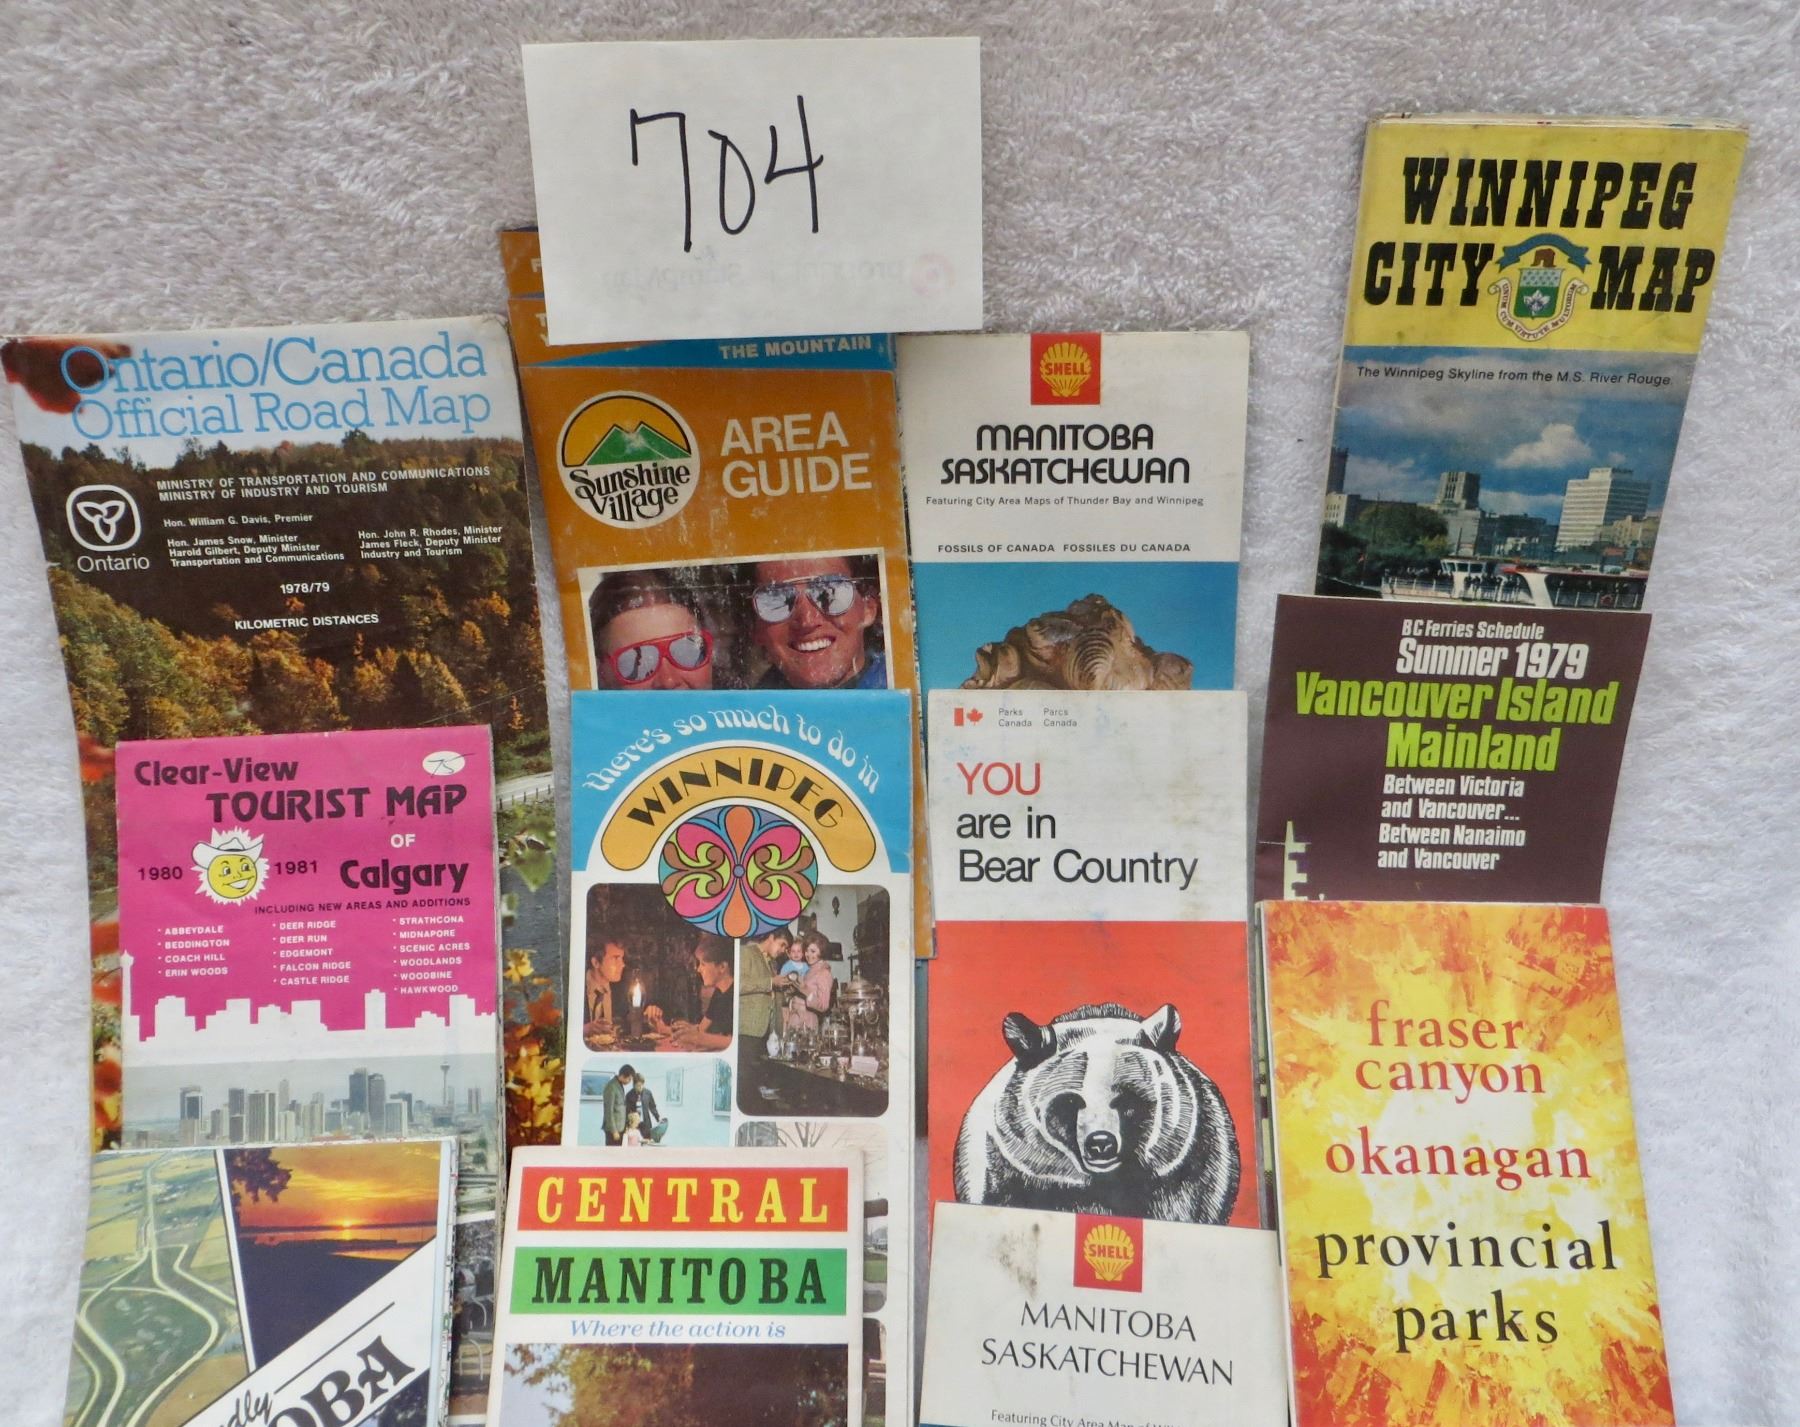 704
Ontario/Canada
Official Road Map
MINISTRY OF TRANSPORTATION AND COMMUNICATIONS
MINISTRY OF INDUSTRY AND TOURISM
Hon. William G. Davis, Premier
Hon. James Snow, Minister
Harold Gilbert, Deputy Minister
Transportation and Communications
Hon. John R. Rhodes, Minister
James Fleck, Deputy Minister
Industry and Tourism
Ontario
1978/79
KILOMETRIC DISTANCES
THE MOUNTAIN
Sunshine
Village
AREA
GUIDE
SHELL
MANITOBA
SASKATCHEWAN
Featuring City Area Maps of Thunder Bay and Winnipeg
FOSSILS OF CANADA FOSSILES DU CANADA
WINNIPEG
CITY MAP
The Winnipeg Skyline from the M.S. River Rouge.
BC Ferries Schedule
Summer 1979
Vancouver Island
Mainland
Between Victoria
and Vancouver...
Between Nanaimo
and Vancouver
Clear-View
75
TOURIST MAP
OF
Calgary
1980
1981
INCLUDING NEW AREAS AND ADDITIONS
* ABBEYDALE
* BEDDINGTON
* COACH HILL
* ERIN WOODS
* DEER RIDGE
* DEER RUN
* EDGEMONT
* FALCON RIDGE
* CASTLE RIDGE
* STRATHCONA
* MIDNAPORE
* SCENIC ACRES
* WOODLANDS
* WOODBINE
* HAWKWOOD
there's so much to do in
WINNIPEG
Parks
Canada
Parcs
Canada
YOU
are in
Bear Country
fraser
canyon
okanagan
provincial
parks
CENTRAL
MANITOBA
Where the action is
SHELL
MANITOBA
SASKATCHEWAN
Featuring City Area Map of